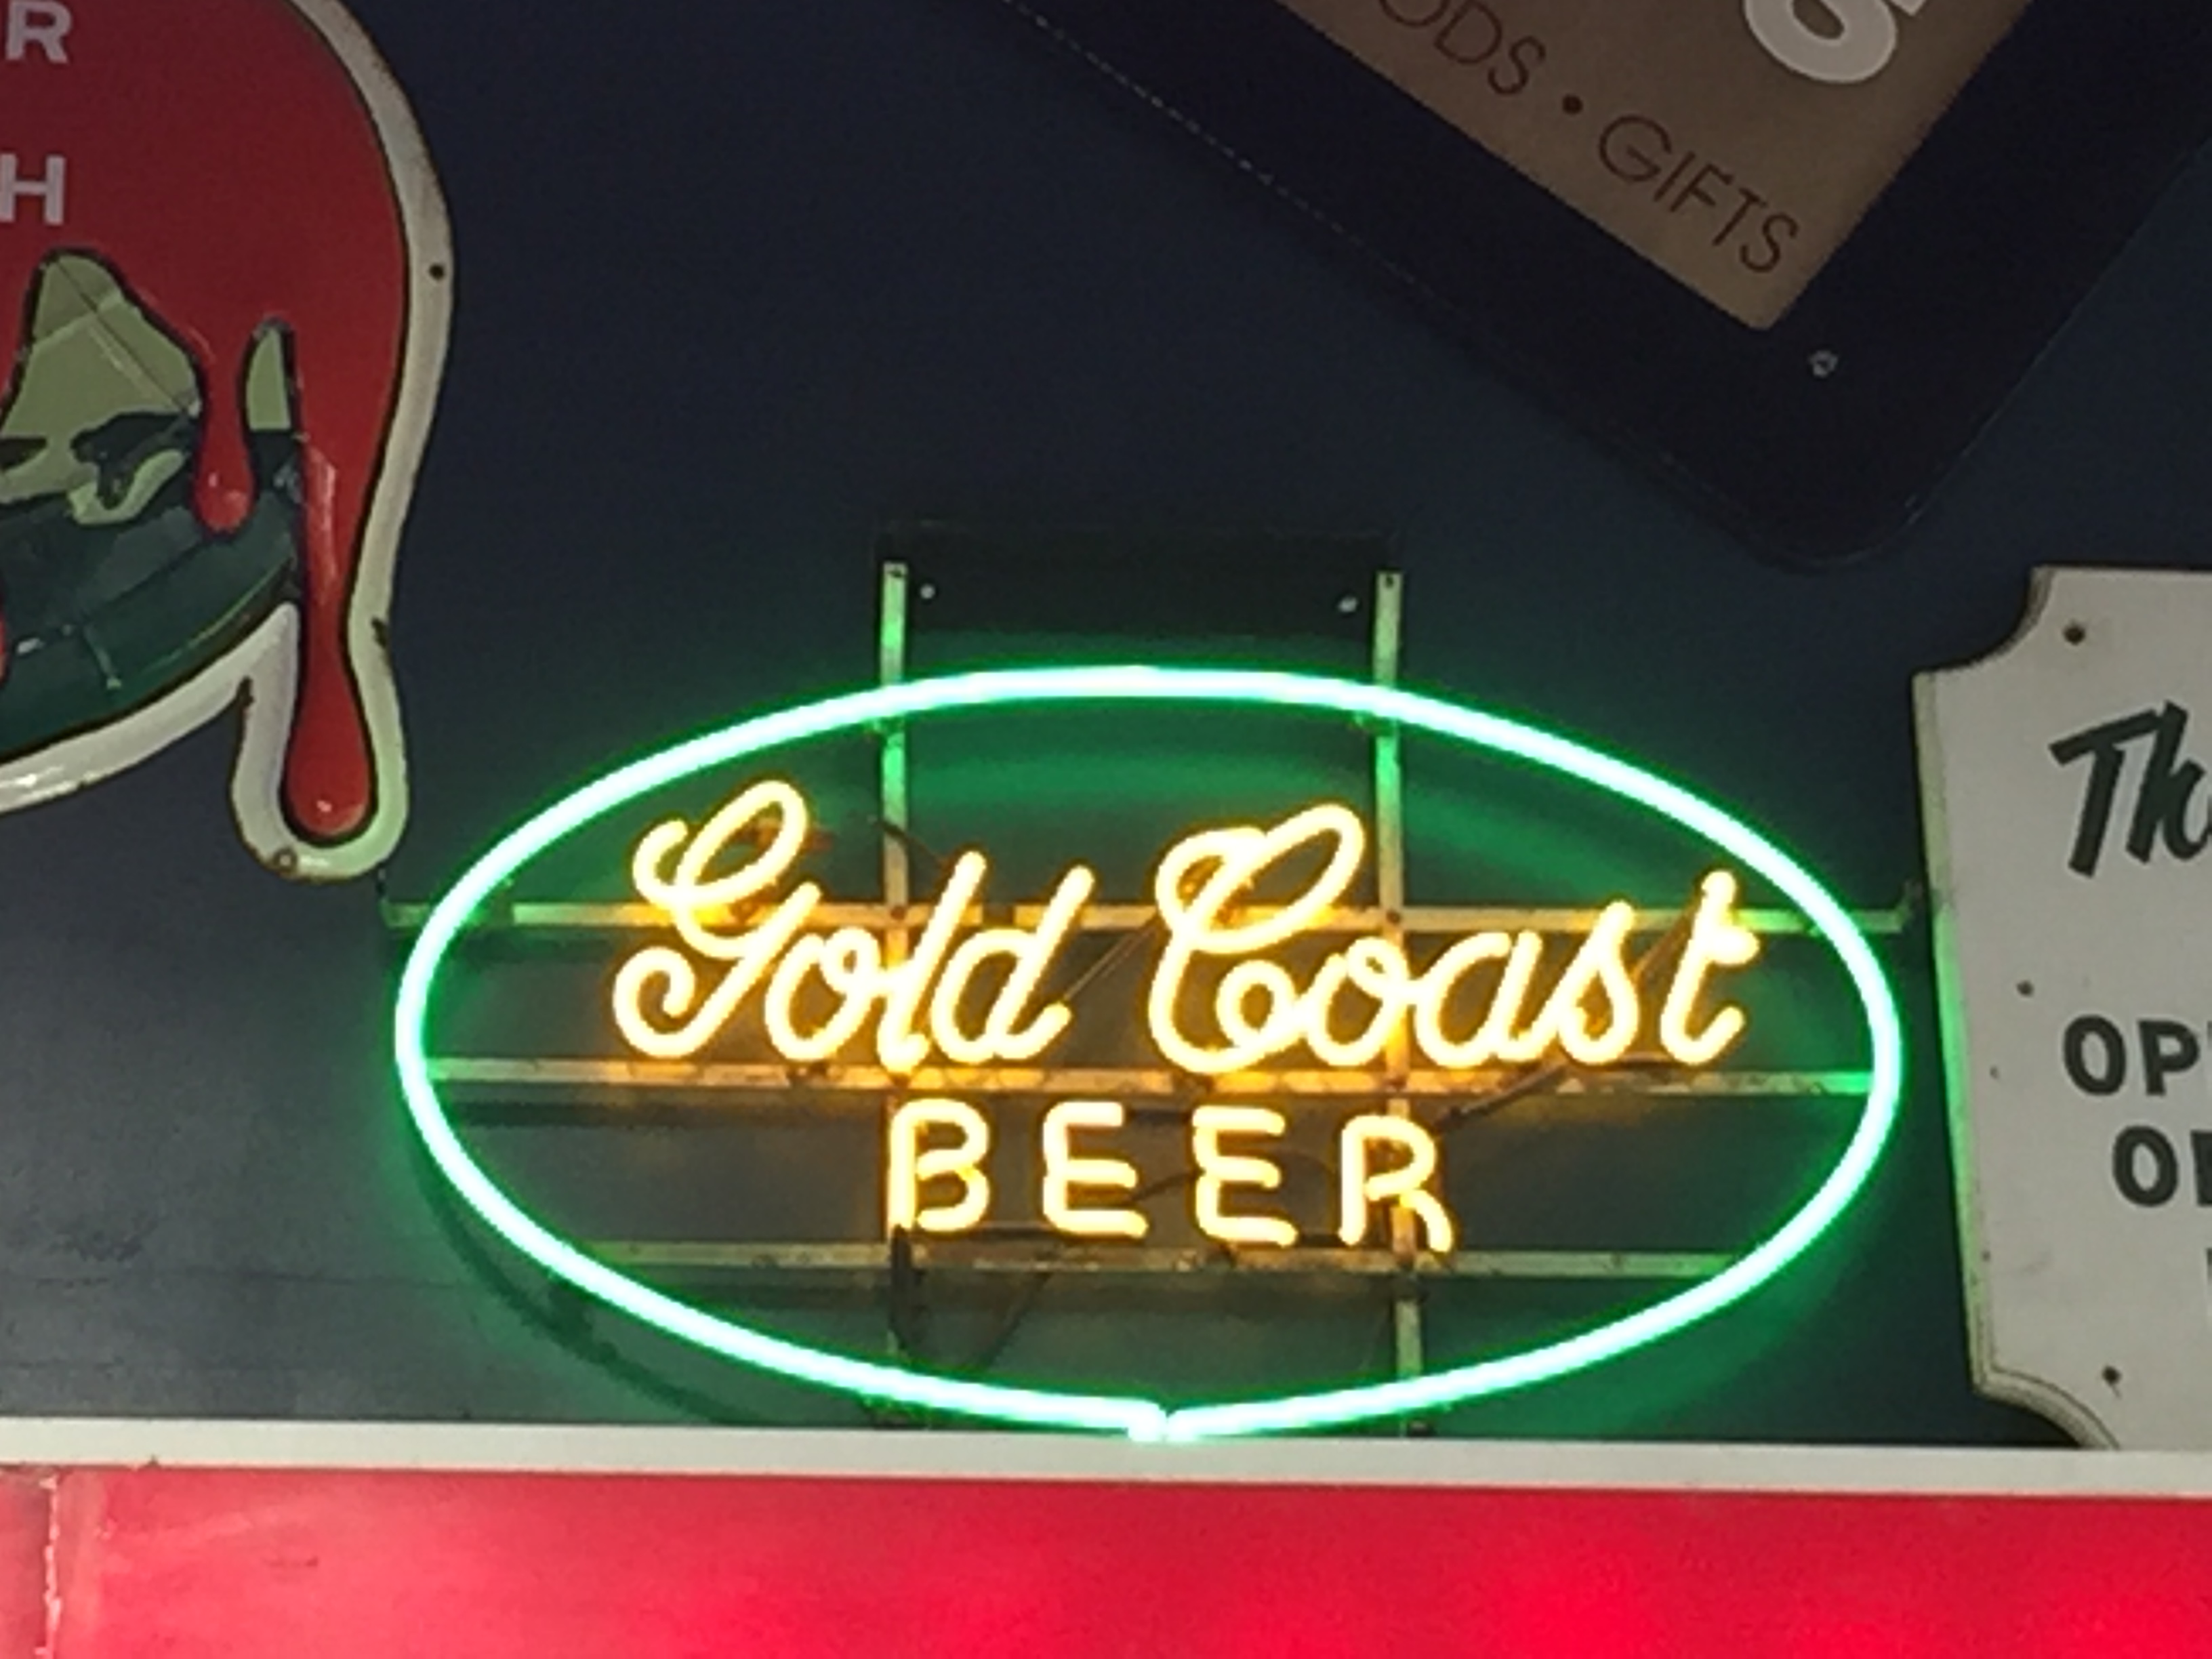 R
H
GIFTS
Gold Coast
BEER